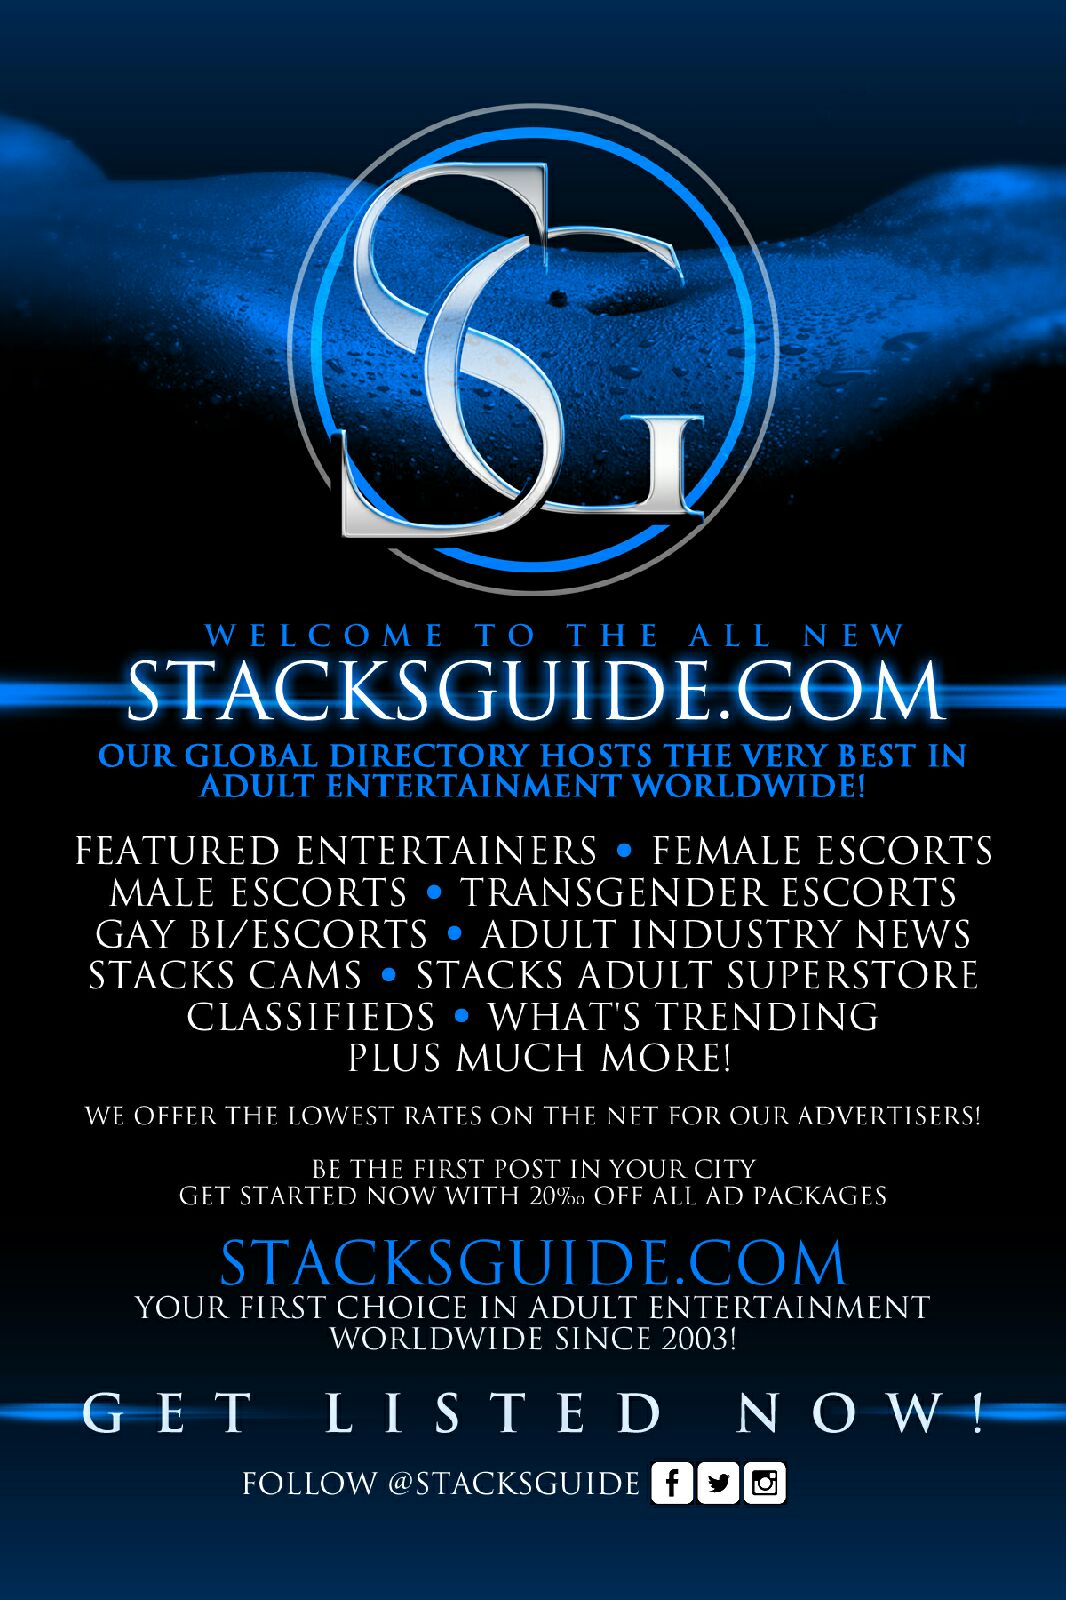 SG
WELCOME TO THE ALL NEW
STACKSGUIDE.COM
OUR GLOBAL DIRECTORY HOSTS THE VERY BEST IN
ADULT ENTERTAINMENT WORLDWIDE!
FEATURED ENTERTAINERS • FEMALE ESCORTS
MALE ESCORTS • TRANSGENDER ESCORTS
GAY BI/ESCORTS • ADULT INDUSTRY NEWS
STACKS CAMS • STACKS ADULT SUPERSTORE
CLASSIFIEDS • WHAT'S TRENDING
PLUS MUCH MORE!
WE OFFER THE LOWEST RATES ON THE NET FOR OUR ADVERTISERS!
BE THE FIRST POST IN YOUR CITY
GET STARTED NOW WITH 20‰ OFF ALL AD PACKAGES
STACKSGUIDE.COM
YOUR FIRST CHOICE IN ADULT ENTERTAINMENT
WORLDWIDE SINCE 2003!
GET LISTED NOW!
FOLLOW @STACKSGUIDE